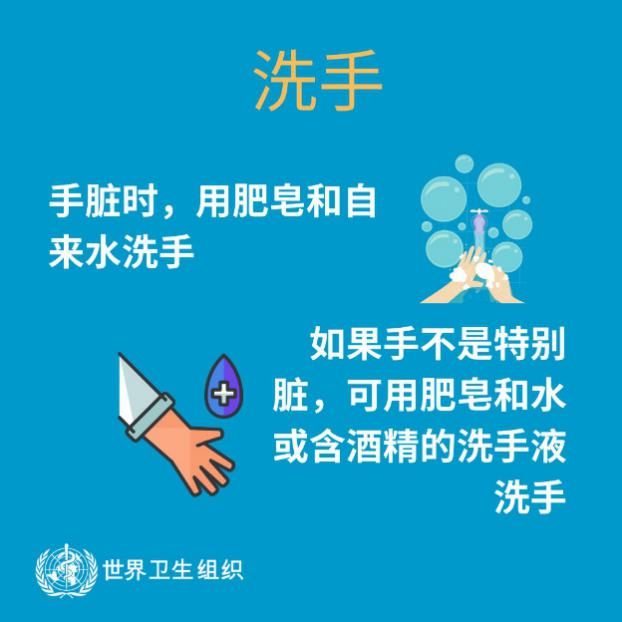 洗手
手脏时，用肥皂和自
来水洗手
如果手不是特别
脏，可用肥皂和水
或含酒精的洗手液
洗手
世界卫生组织